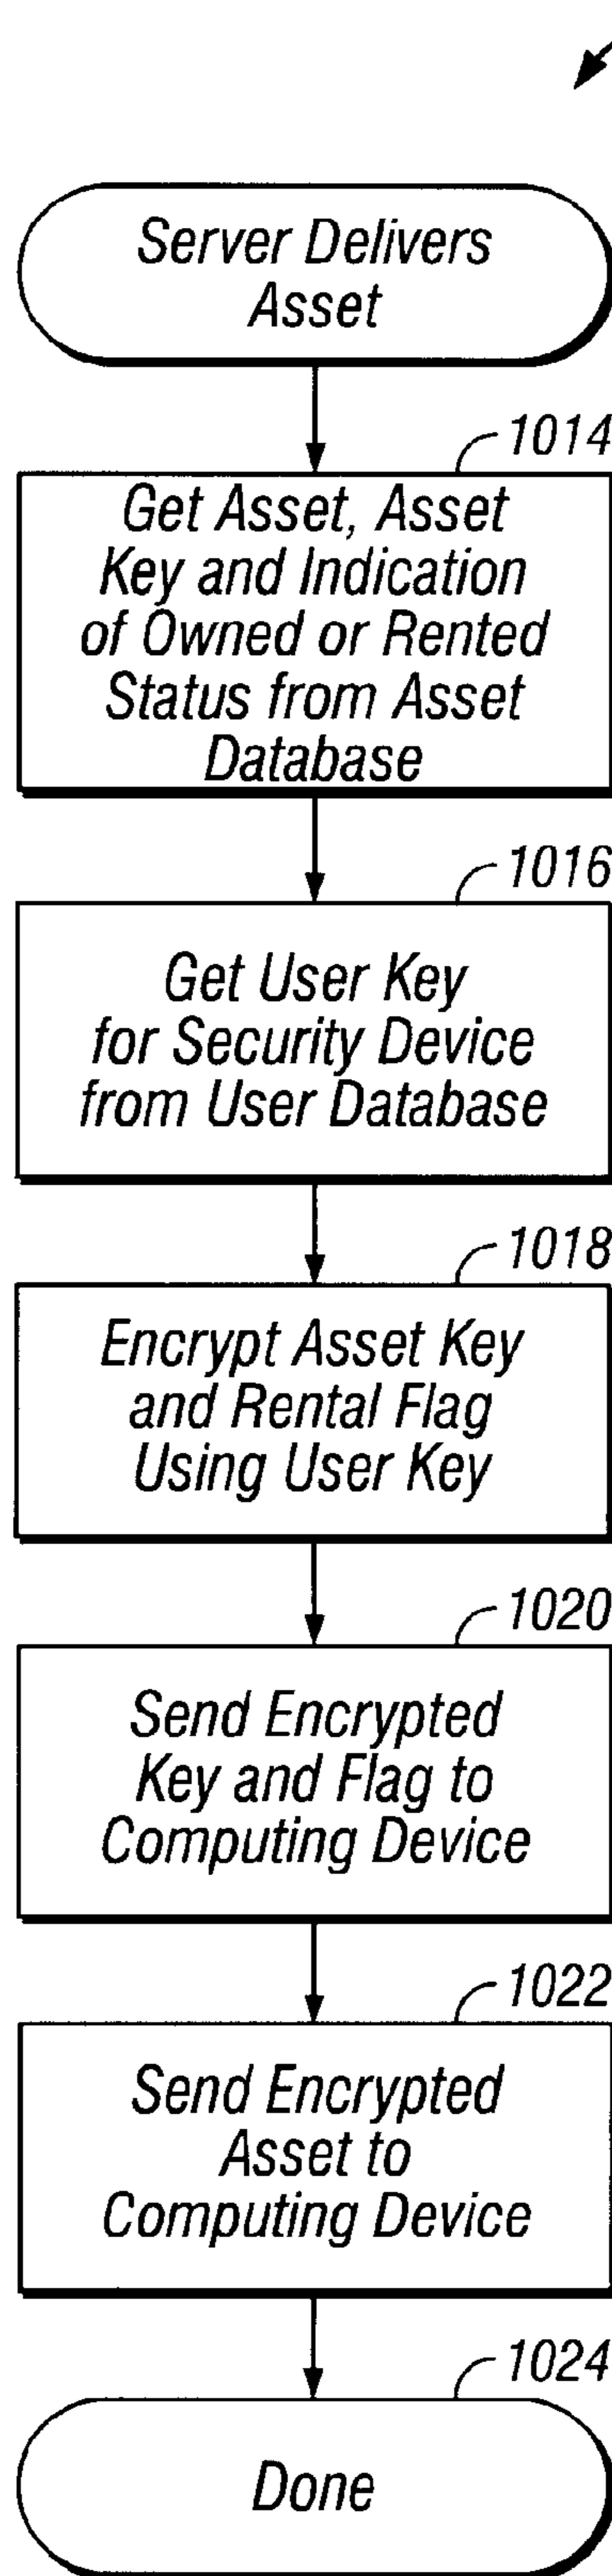 Server Delivers
Asset
1014
Get Asset, Asset
Key and Indication
of Owned or Rented
Status from Asset
Database
1016
Get User Key
for Security Device
from User Database
1018
Encrypt Asset Key
and Rental Flag
Using User Key
1020
Send Encrypted
Key and Flag to
Computing Device
1022
Send Encrypted
Asset to
Computing Device
1024
Done